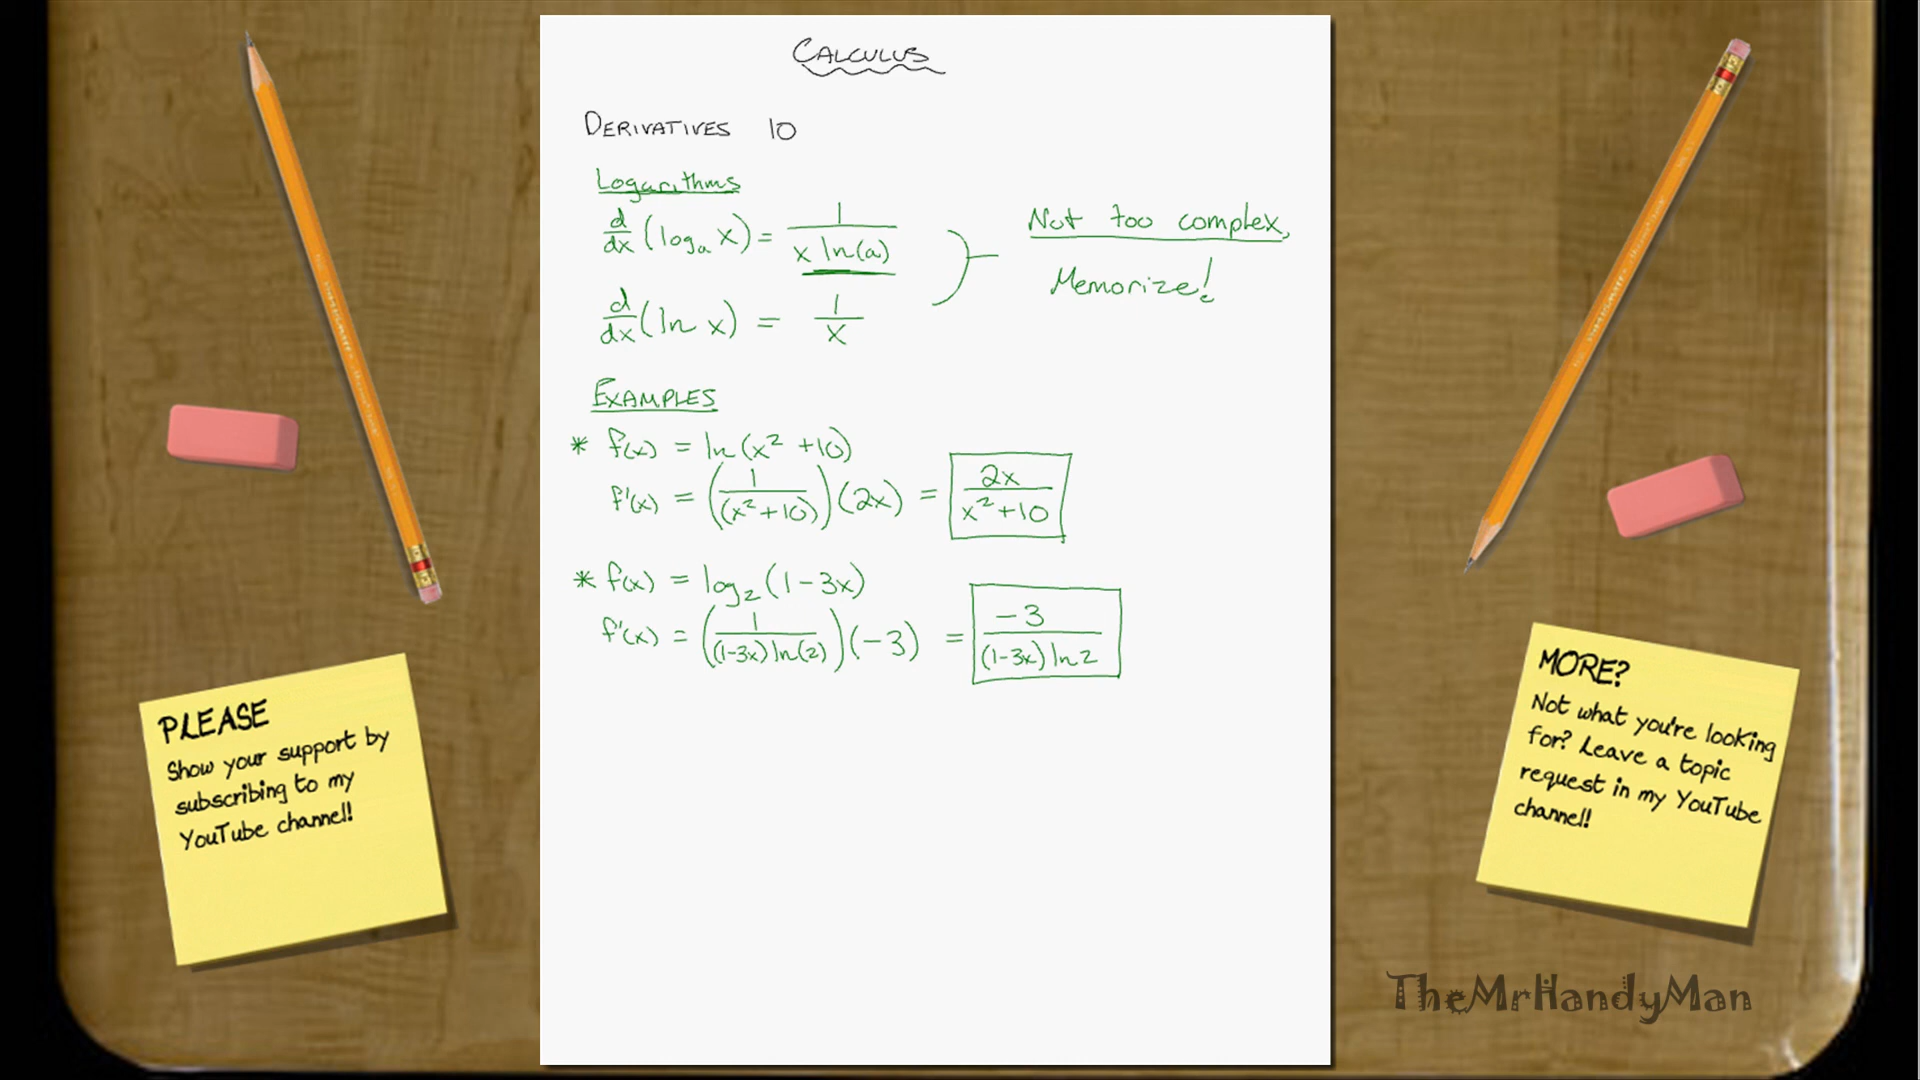 CALCULUS
DERIVATIVES 10
Logarithms
d/dx (logₐ x) = 1/(x ln(a))
d/dx (ln x) = 1/x
Not too complex,
Memorize!
EXAMPLES
* f(x) = ln(x² +10)
f'(x) = (1/(x²+10))(2x) = 2x/(x²+10)
* f(x) = log₂(1-3x)
f'(x) = (1/((1-3x)ln(2)))(-3) = -3/((1-3x)ln2)
PLEASE
Show your support by
subscribing to my
YouTube channel!
MORE?
Not what you're looking
for? Leave a topic
request in my YouTube
channel!
TheMrHandyMan